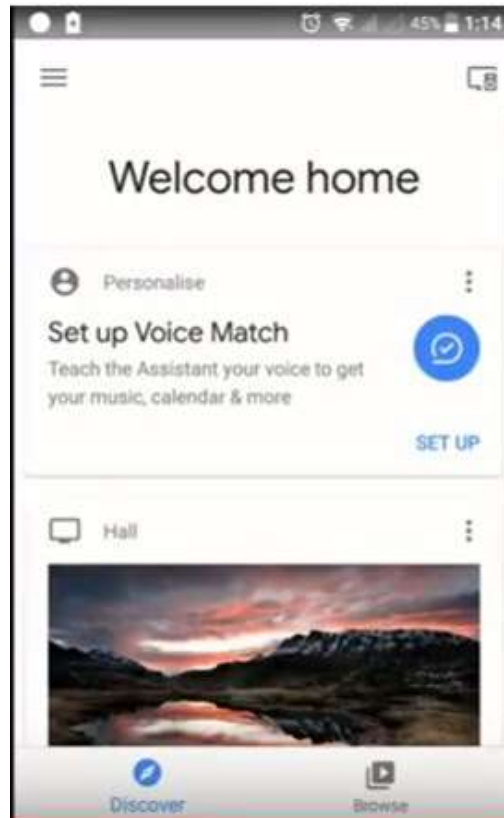 45% 1:14
Welcome home
Personalise
Set up Voice Match
Teach the Assistant your voice to get
your music, calendar & more
SET UP
Hall
Discover
Browse